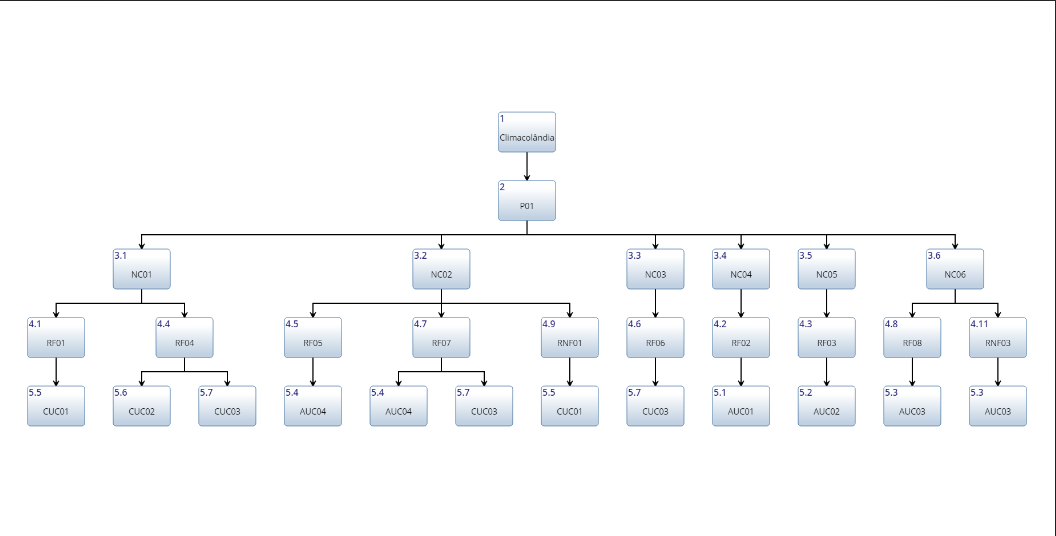 1
Climacolândia
2
P01
3.1
NC01
3.2
NC02
3.3
NC03
3.4
NC04
3.5
NC05
3.6
NC06
4.1
RF01
4.4
RF04
4.5
RF05
4.7
RF07
4.9
RNF01
4.6
RF06
4.2
RF02
4.3
RF03
4.8
RF08
4.11
RNF03
5.5
CUC01
5.6
CUC02
5.7
CUC03
5.4
AUC04
5.4
AUC04
5.7
CUC03
5.5
CUC01
5.7
CUC03
5.1
AUC01
5.2
AUC02
5.3
AUC03
5.3
AUC03